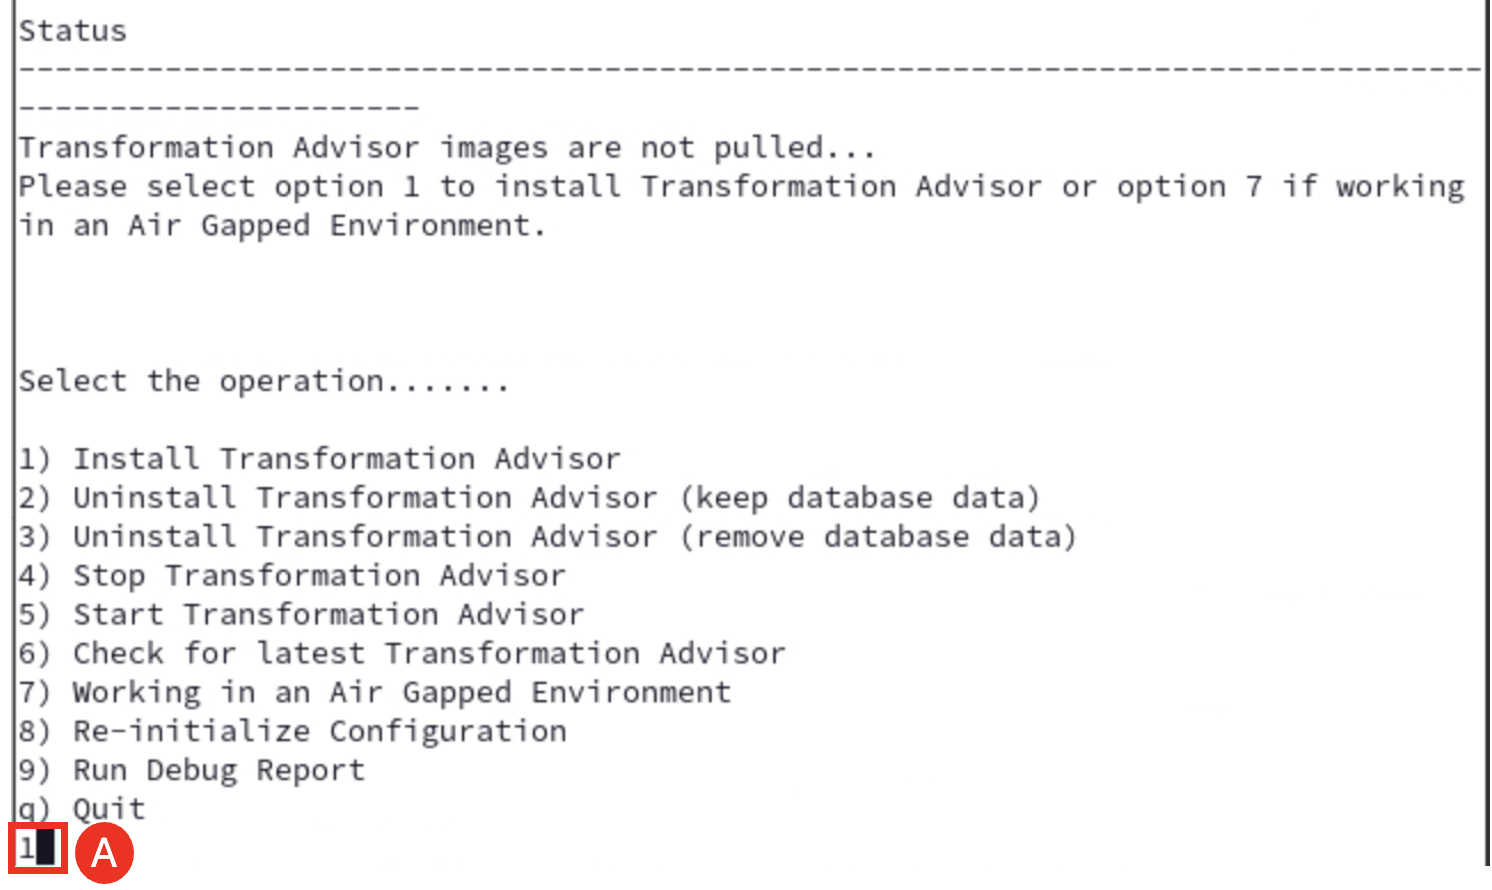 Status
--------------------------------------------------------------------------------
----------------------
Transformation Advisor images are not pulled...
Please select option 1 to install Transformation Advisor or option 7 if working
in an Air Gapped Environment.
Select the operation.......
1) Install Transformation Advisor
2) Uninstall Transformation Advisor (keep database data)
3) Uninstall Transformation Advisor (remove database data)
4) Stop Transformation Advisor
5) Start Transformation Advisor
6) Check for latest Transformation Advisor
7) Working in an Air Gapped Environment
8) Re-initialize Configuration
9) Run Debug Report
q) Quit
1 A